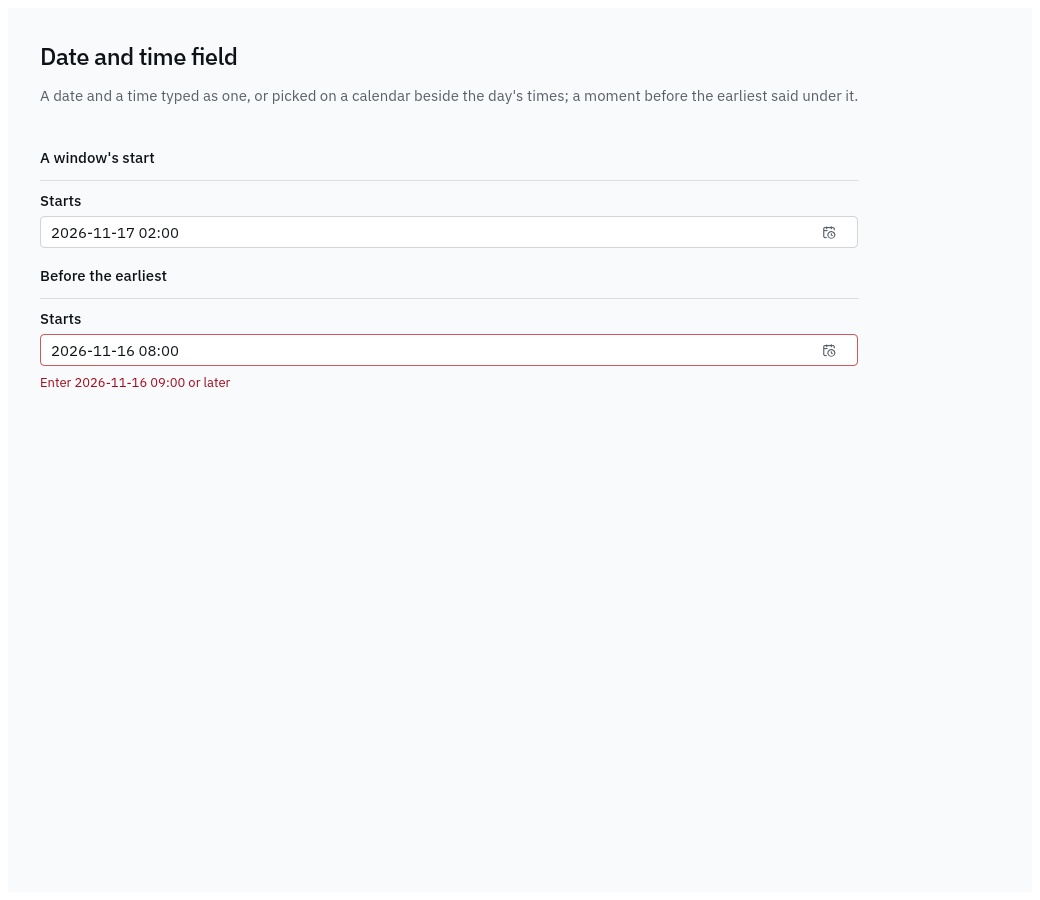 Date and time field
A date and a time typed as one, or picked on a calendar beside the day's times; a moment before the earliest said under it.
A window's start
Starts
2026-11-17 02:00
Before the earliest
Starts
2026-11-16 08:00
Enter 2026-11-16 09:00 or later